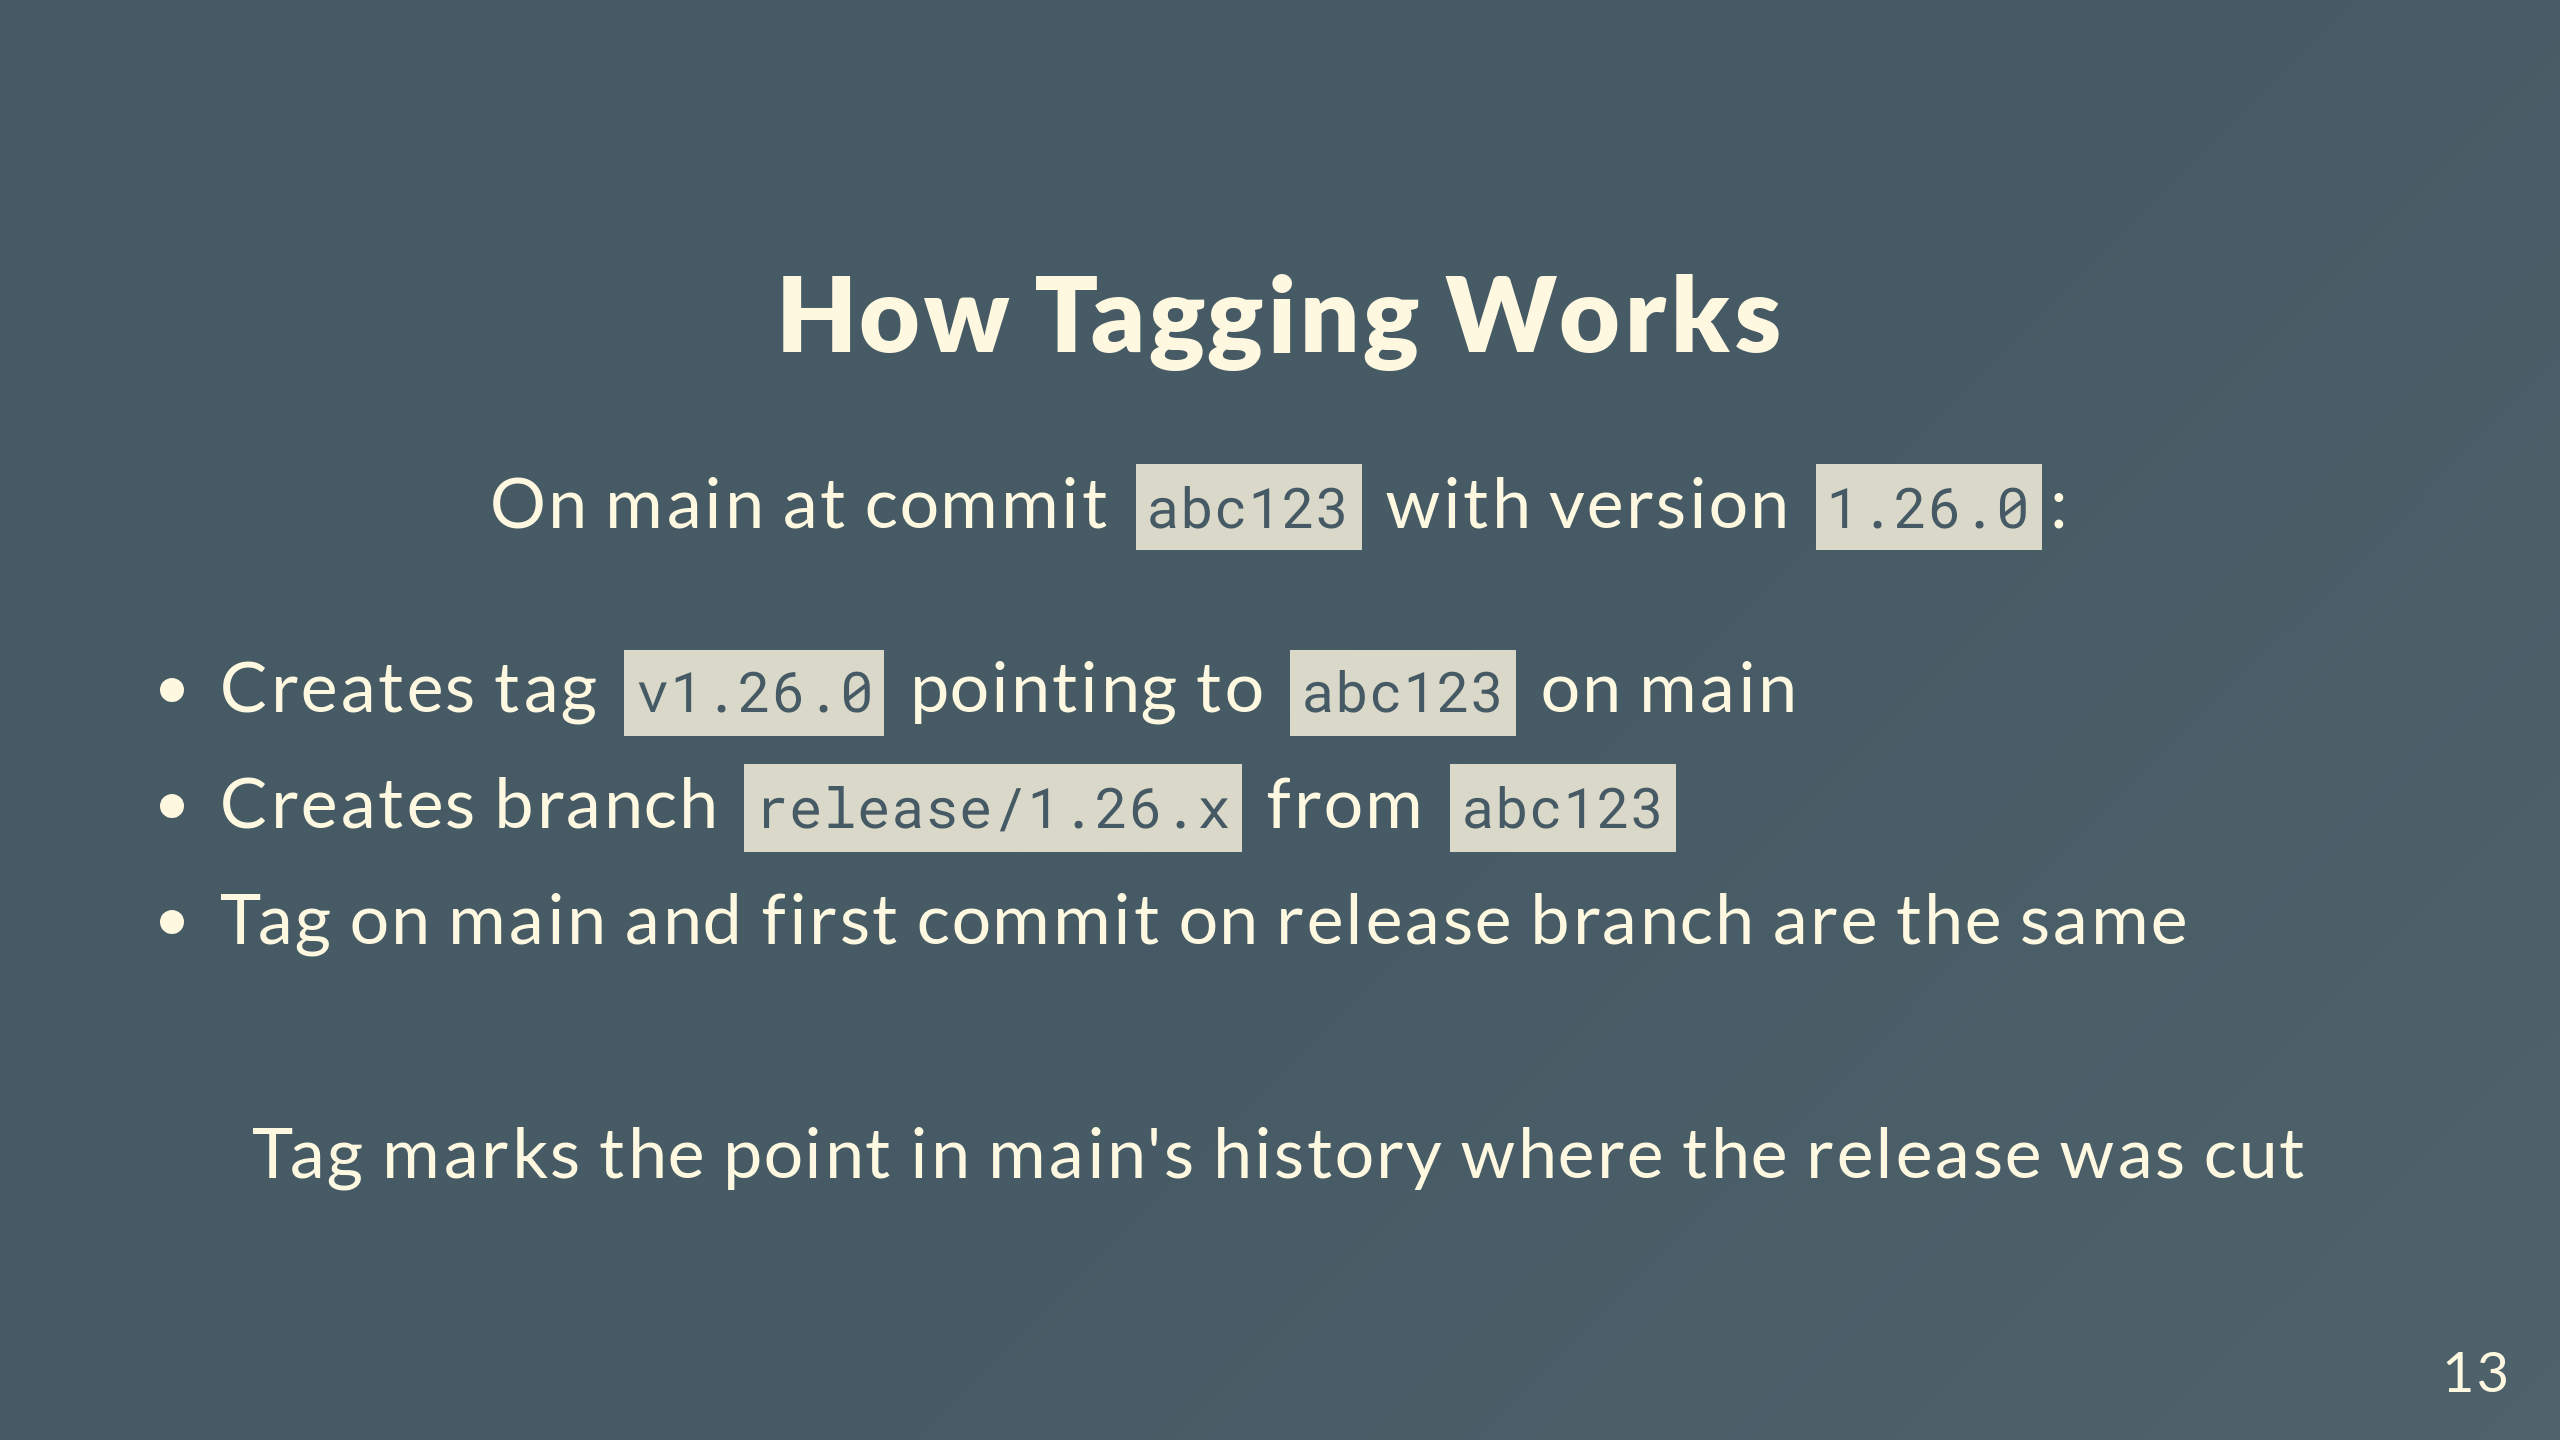 How Tagging Works
On main at commit abc123 with version 1.26.0:
• Creates tag v1.26.0 pointing to abc123 on main
• Creates branch release/1.26.x from abc123
• Tag on main and first commit on release branch are the same
Tag marks the point in main's history where the release was cut
13